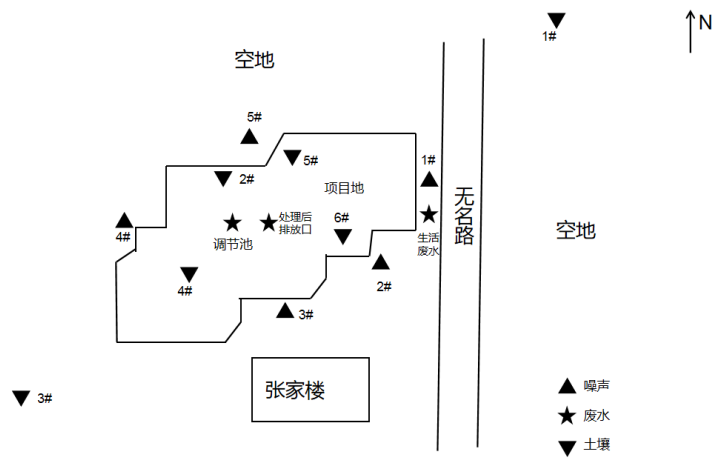 1#
N
空地
5#
5#
1#
2#
项目地
无名路
6#
处理后
排放口
4#
调节池
生活
废水
空地
4#
2#
3#
张家楼
噪声
3#
废水
土壤